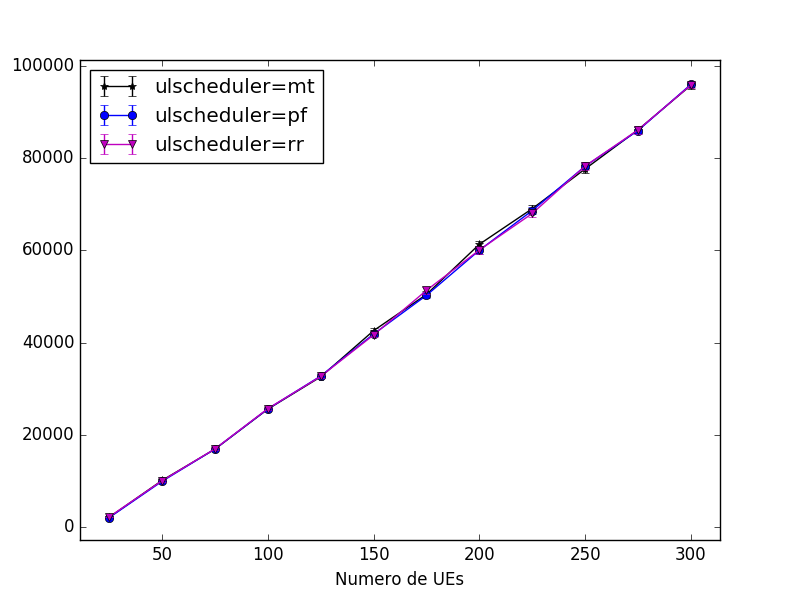 100000
80000
60000
40000
20000
0
ulscheduler=mt
ulscheduler=pf
ulscheduler=rr
50 100 150 200 250 300
Numero de UEs